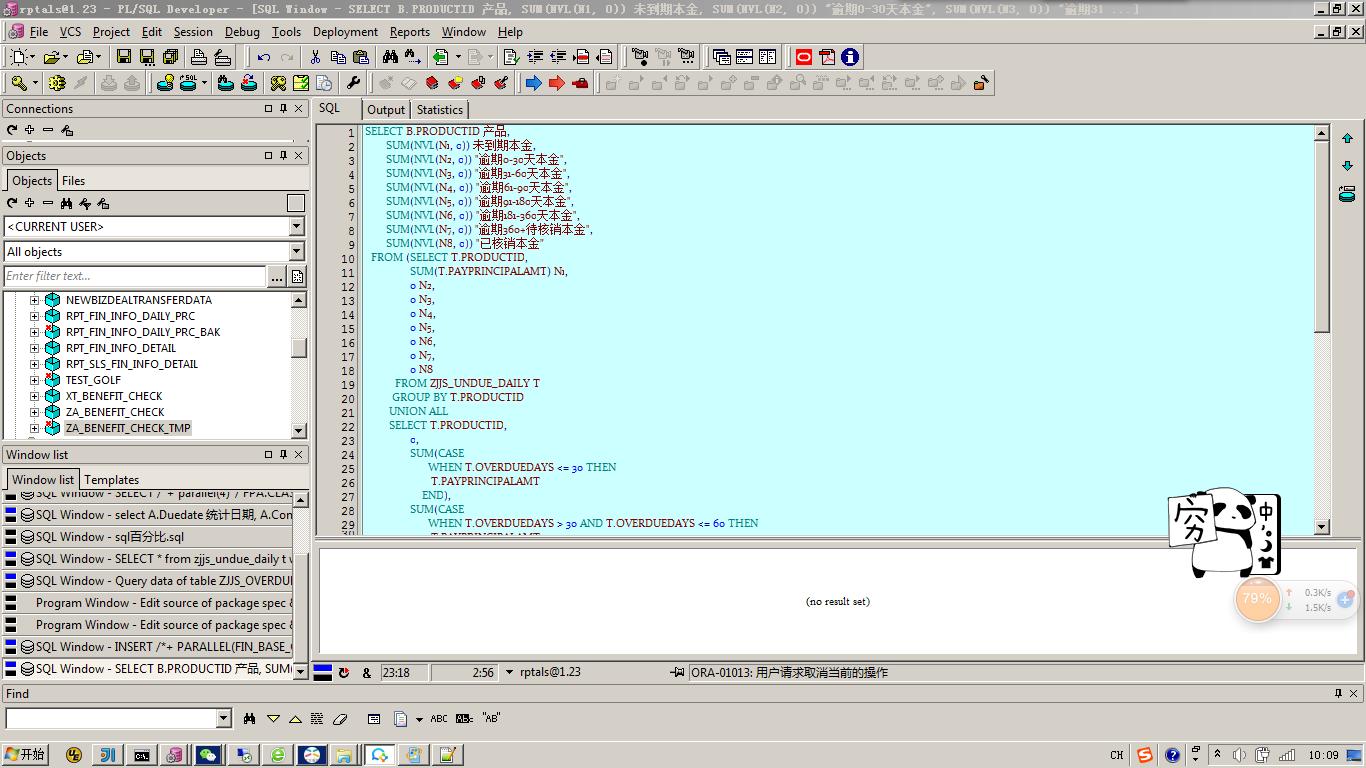 rptals@1.23 - PL/SQL Developer - [SQL Window - SELECT B.PRODUCTID 产品, SUM(NVL(N1, 0)) 未到期本金, SUM(NVL(N2, 0)) "逾期0-30天本金", SUM(NVL(N3, 0)) "逾期31 ...]
File VCS Project Edit Session Debug Tools Deployment Reports Window Help
Connections
Objects
Objects Files
<CURRENT USER>
All objects
Enter filter text...
NEWBIZDEALTRANSFERDATA
RPT_FIN_INFO_DAILY_PRC
RPT_FIN_INFO_DAILY_PRC_BAK
RPT_FIN_INFO_DETAIL
RPT_SLS_FIN_INFO_DETAIL
TEST_GOLF
XT_BENEFIT_CHECK
ZA_BENEFIT_CHECK
ZA_BENEFIT_CHECK_TMP
Window list
Window list Templates
SQL Window - SELECT /*+ parallel(4)*/ FPA.CLAS
SQL Window - select A.Duedate 统计日期, A.Con
SQL Window - sql百分比.sql
SQL Window - SELECT * from zjjs_undue_daily t w
SQL Window - Query data of table ZJJS_OVERDU
Program Window - Edit source of package spec &
Program Window - Edit source of package spec &
SQL Window - INSERT /*+ PARALLEL(FIN_BASE_
SQL Window - SELECT B.PRODUCTID 产品, SUM(
SQL Output Statistics
1 SELECT B.PRODUCTID 产品,
2 SUM(NVL(N1, 0)) 未到期本金,
3 SUM(NVL(N2, 0)) "逾期0-30天本金",
4 SUM(NVL(N3, 0)) "逾期31-60天本金",
5 SUM(NVL(N4, 0)) "逾期61-90天本金",
6 SUM(NVL(N5, 0)) "逾期91-180天本金",
7 SUM(NVL(N6, 0)) "逾期181-360天本金",
8 SUM(NVL(N7, 0)) "逾期360+待核销本金",
9 SUM(NVL(N8, 0)) "已核销本金"
10 FROM (SELECT T.PRODUCTID,
11 SUM(T.PAYPRINCIPALAMT) N1,
12 0 N2,
13 0 N3,
14 0 N4,
15 0 N5,
16 0 N6,
17 0 N7,
18 0 N8
19 FROM ZJJS_UNDUE_DAILY T
20 GROUP BY T.PRODUCTID
21 UNION ALL
22 SELECT T.PRODUCTID,
23 0,
24 SUM(CASE
25 WHEN T.OVERDUEDAYS <= 30 THEN
26 T.PAYPRINCIPALAMT
27 END),
28 SUM(CASE
29 WHEN T.OVERDUEDAYS > 30 AND T.OVERDUEDAYS <= 60 THEN
30 T.PAYPRINCIPALAMT
(no result set)
穷
中
79%
0.3K/s
1.5K/s
& 23:18 2:56 rptals@1.23 ORA-01013: 用户请求取消当前的操作
Find
ABC ABc "AB"
开始
CH
10:09